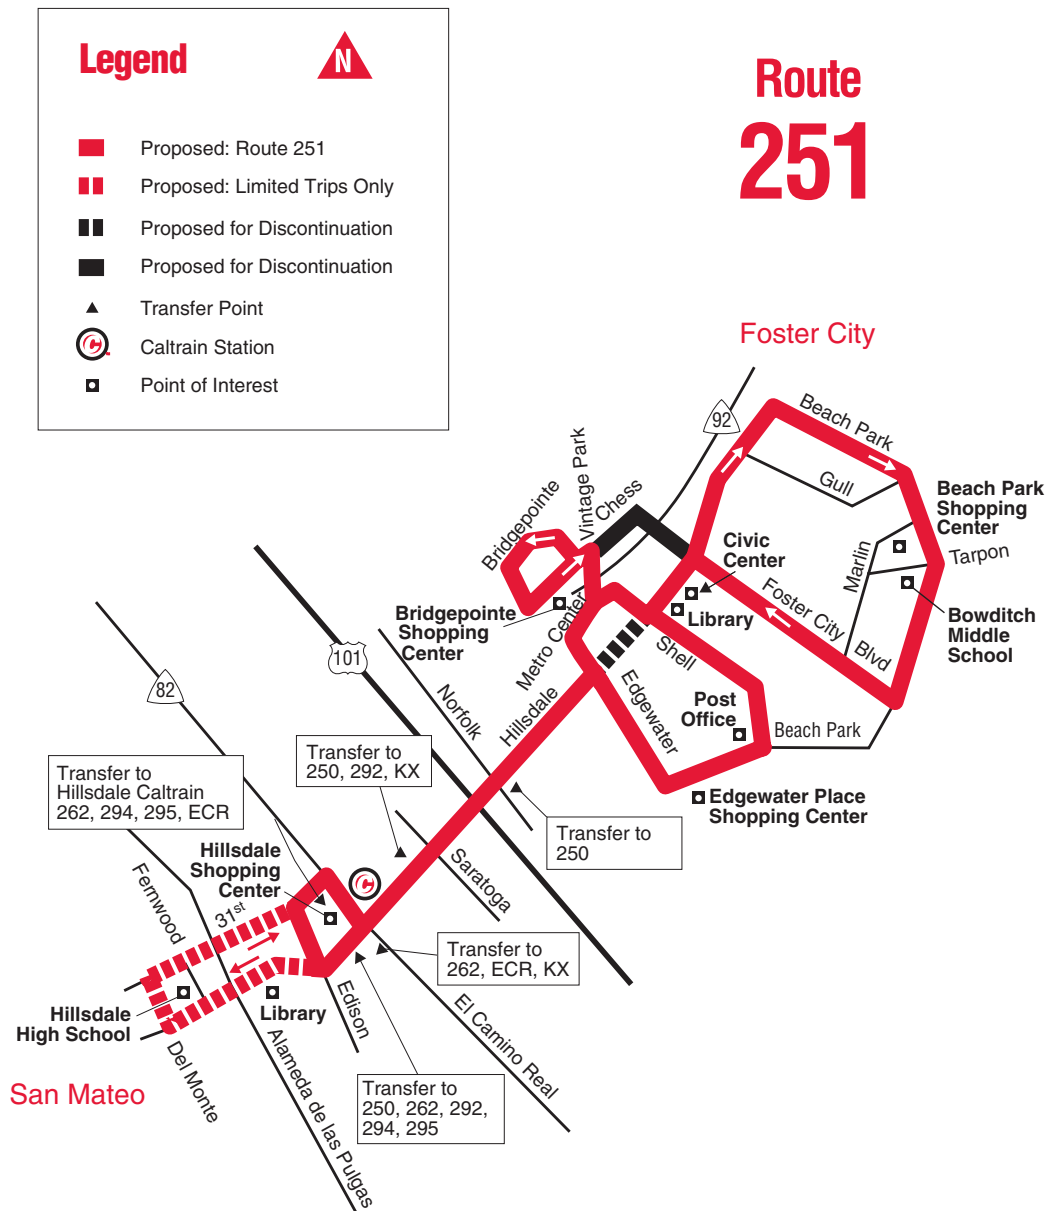 Legend
N
Proposed: Route 251
Proposed: Limited Trips Only
Proposed for Discontinuation
Proposed for Discontinuation
Transfer Point
C
Caltrain Station
Point of Interest
Route
251
Foster City
92
Beach Park
Gull
Beach Park
Shopping
Center
Tarpon
Marlin
Bowditch
Middle
School
Vintage Park
Chess
Bridgepointe
Civic
Center
Library
Foster City
Blvd
Bridgepointe
Shopping
Center
Metro Center
Shell
Edgewater
Hillsdale
Post
Office
Beach Park
Edgewater Place
Shopping Center
101
82
Norfolk
Transfer to
250, 292, KX
Transfer to
Hillsdale Caltrain
262, 294, 295, ECR
Transfer to
250
Saratoga
Hillsdale
Shopping
Center
C
Fernwood
31st
Transfer to
262, ECR, KX
Edison
El Camino Real
Hillsdale
High School
Library
Del Monte
Alameda de las Pulgas
Transfer to
250, 262, 292,
294, 295
San Mateo